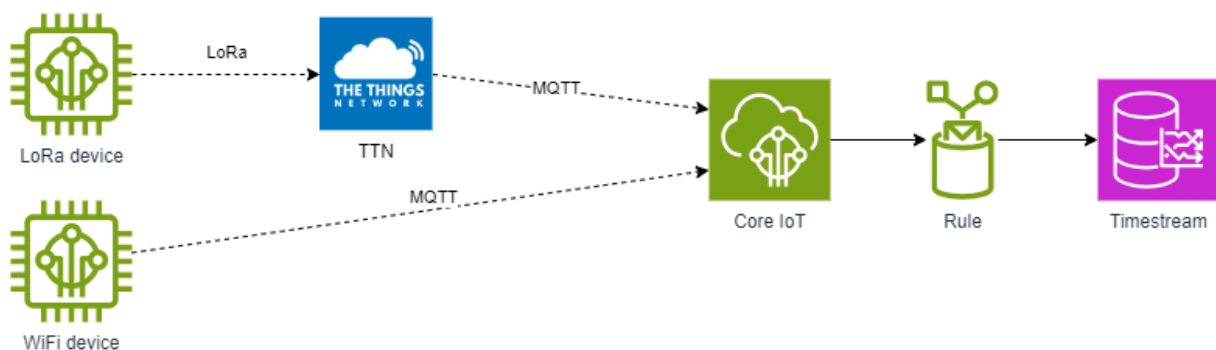 LoRa
THE THINGS
NETWORK
MQTT
LoRa device
TTN
MQTT
Core IoT
Rule
Timestream
WiFi device